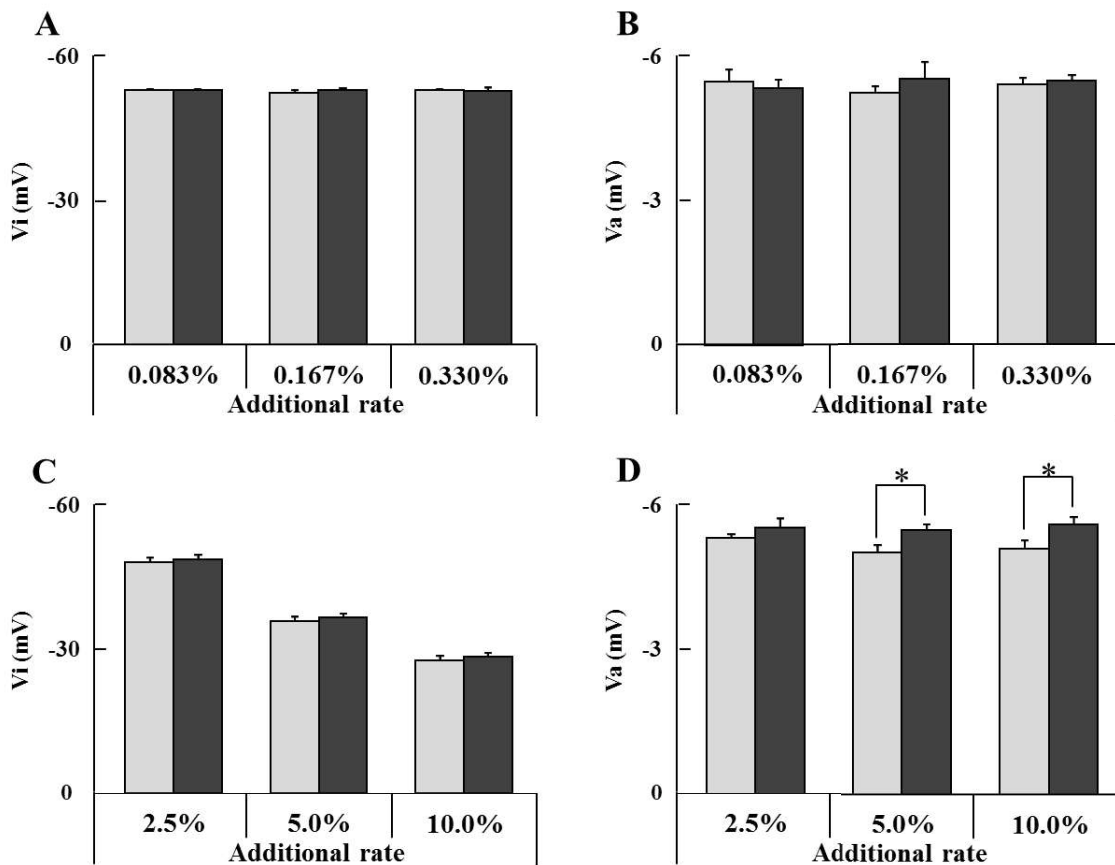 A
-60
-30
0
Vi (mV)
0.083% 0.167% 0.330%
Additional rate
B
-6
-3
0
Va (mV)
0.083% 0.167% 0.330%
Additional rate
C
-60
-30
0
Vi (mV)
2.5% 5.0% 10.0%
Additional rate
D
* *
-6
-3
0
Va (mV)
2.5% 5.0% 10.0%
Additional rate